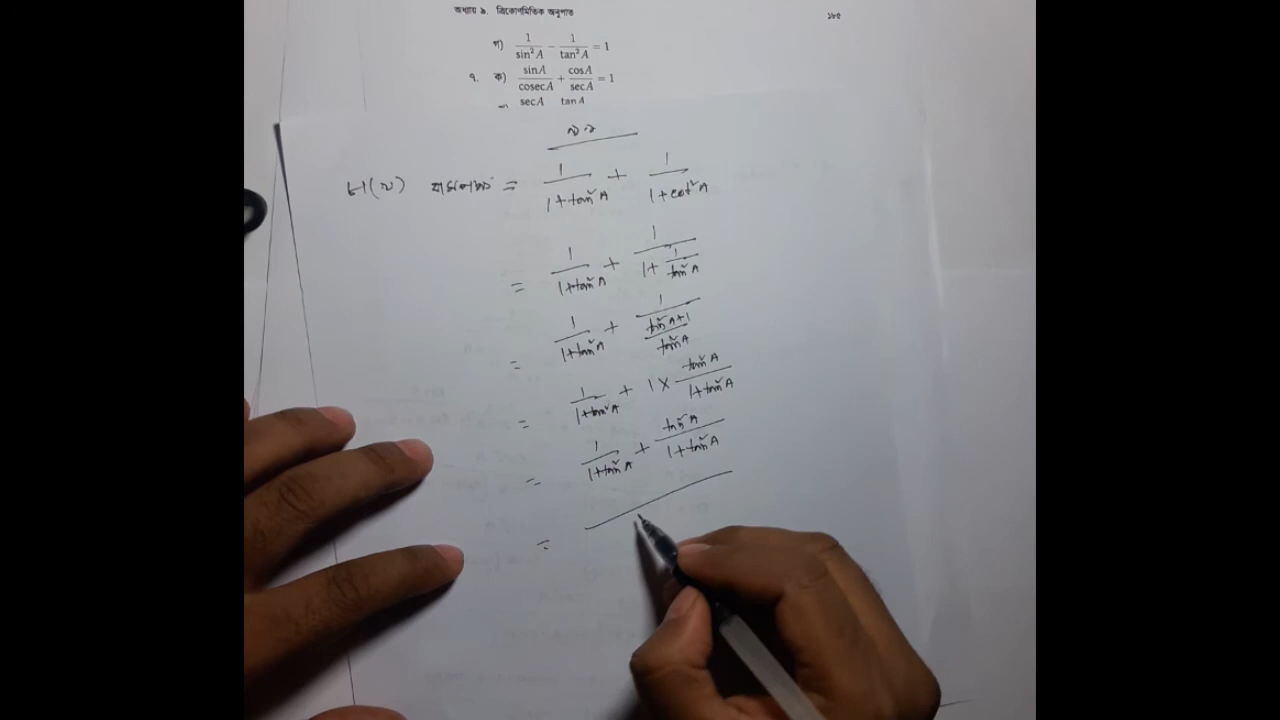 অধ্যায় ৯. ত্রিকোণমিতিক অনুপাত ১৮৫
গ) 1/sin²A − 1/tan²A = 1
৭. ক) sinA/cosecA + cosA/secA = 1
secA tanA
৯.১
৮(খ) বামপক্ষ = 1/(1+tan²A) + 1/(1+cot²A)
= 1/(1+tan²A) + 1/(1+1/tan²A)
= 1/(1+tan²A) + 1/((tan²A+1)/tan²A)
= 1/(1+tan²A) + 1 × tan²A/(1+tan²A)
= 1/(1+tan²A) + tan²A/(1+tan²A)
=